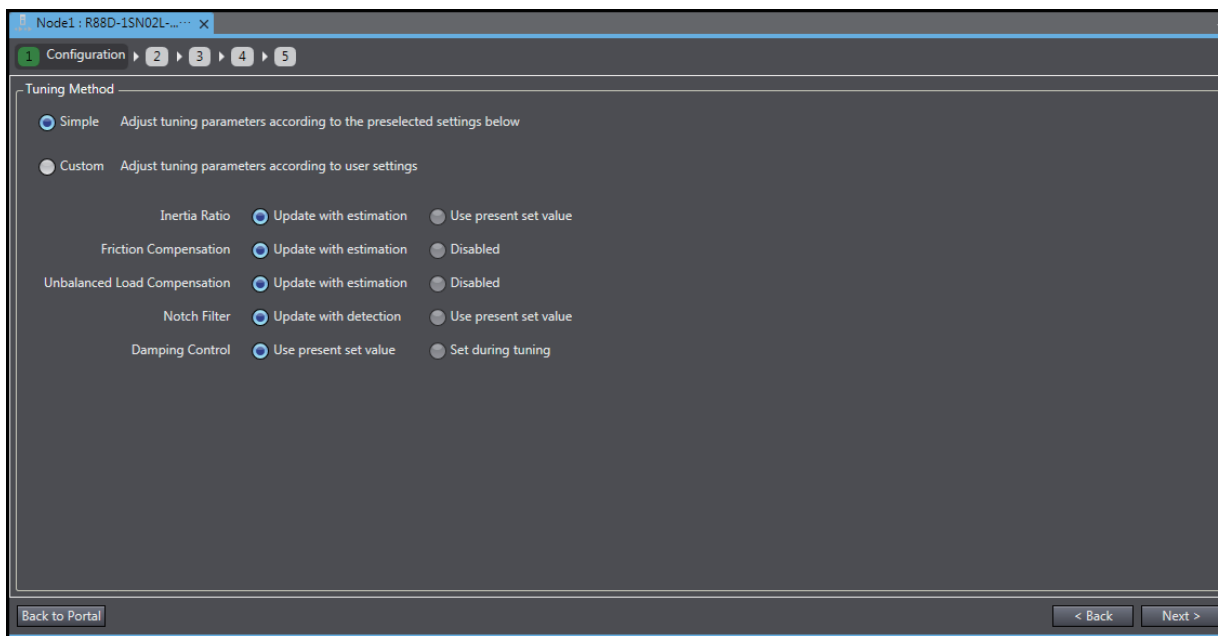 Node1 : R88D-1SN02L-...···
1 Configuration 2 3 4 5
Tuning Method
Simple Adjust tuning parameters according to the preselected settings below
Custom Adjust tuning parameters according to user settings
Inertia Ratio Update with estimation Use present set value
Friction Compensation Update with estimation Disabled
Unbalanced Load Compensation Update with estimation Disabled
Notch Filter Update with detection Use present set value
Damping Control Use present set value Set during tuning
Back to Portal < Back Next >